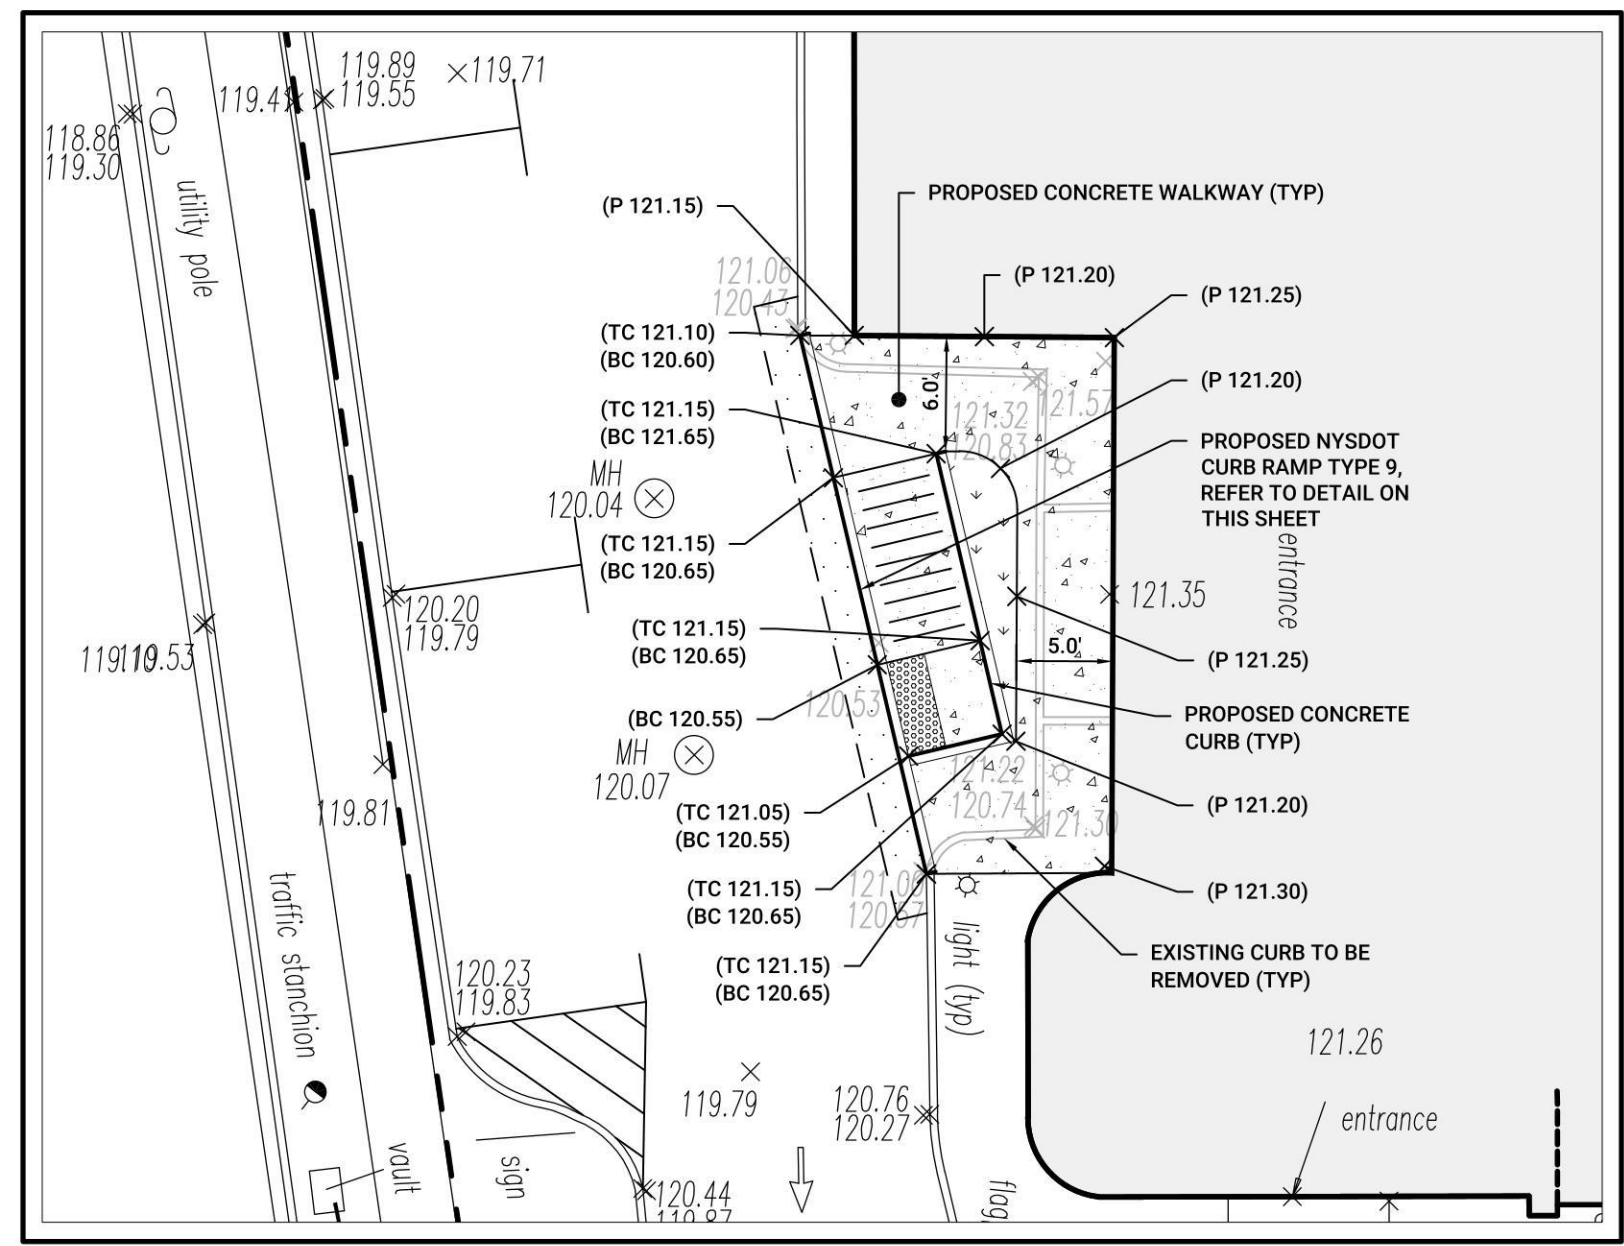 119.89
119.55
119.71
119.41
118.86
119.30
utility pole
(P 121.15)
PROPOSED CONCRETE WALKWAY (TYP)
(P 121.20)
(P 121.25)
121.06
120.43
(TC 121.10)
(BC 120.60)
(P 121.20)
6.0'
121.32
120.83
121.57
(TC 121.15)
(BC 121.65)
PROPOSED NYSDOT
CURB RAMP TYPE 9,
REFER TO DETAIL ON
THIS SHEET
MH
120.04
(TC 121.15)
(BC 120.65)
entrance
121.35
120.20
119.79
119.53
(TC 121.15)
(BC 120.65)
5.0'
(P 121.25)
120.53
(BC 120.55)
PROPOSED CONCRETE
CURB (TYP)
MH
120.07
121.22
120.74
121.30
119.81
(TC 121.05)
(BC 120.55)
(P 121.20)
(TC 121.15)
(BC 120.65)
121.06
120.57
(P 121.30)
traffic stanchion
light (typ)
EXISTING CURB TO BE
REMOVED (TYP)
(TC 121.15)
(BC 120.65)
120.23
119.83
121.26
119.79
120.76
120.27
entrance
vault
sign
120.44
119.87